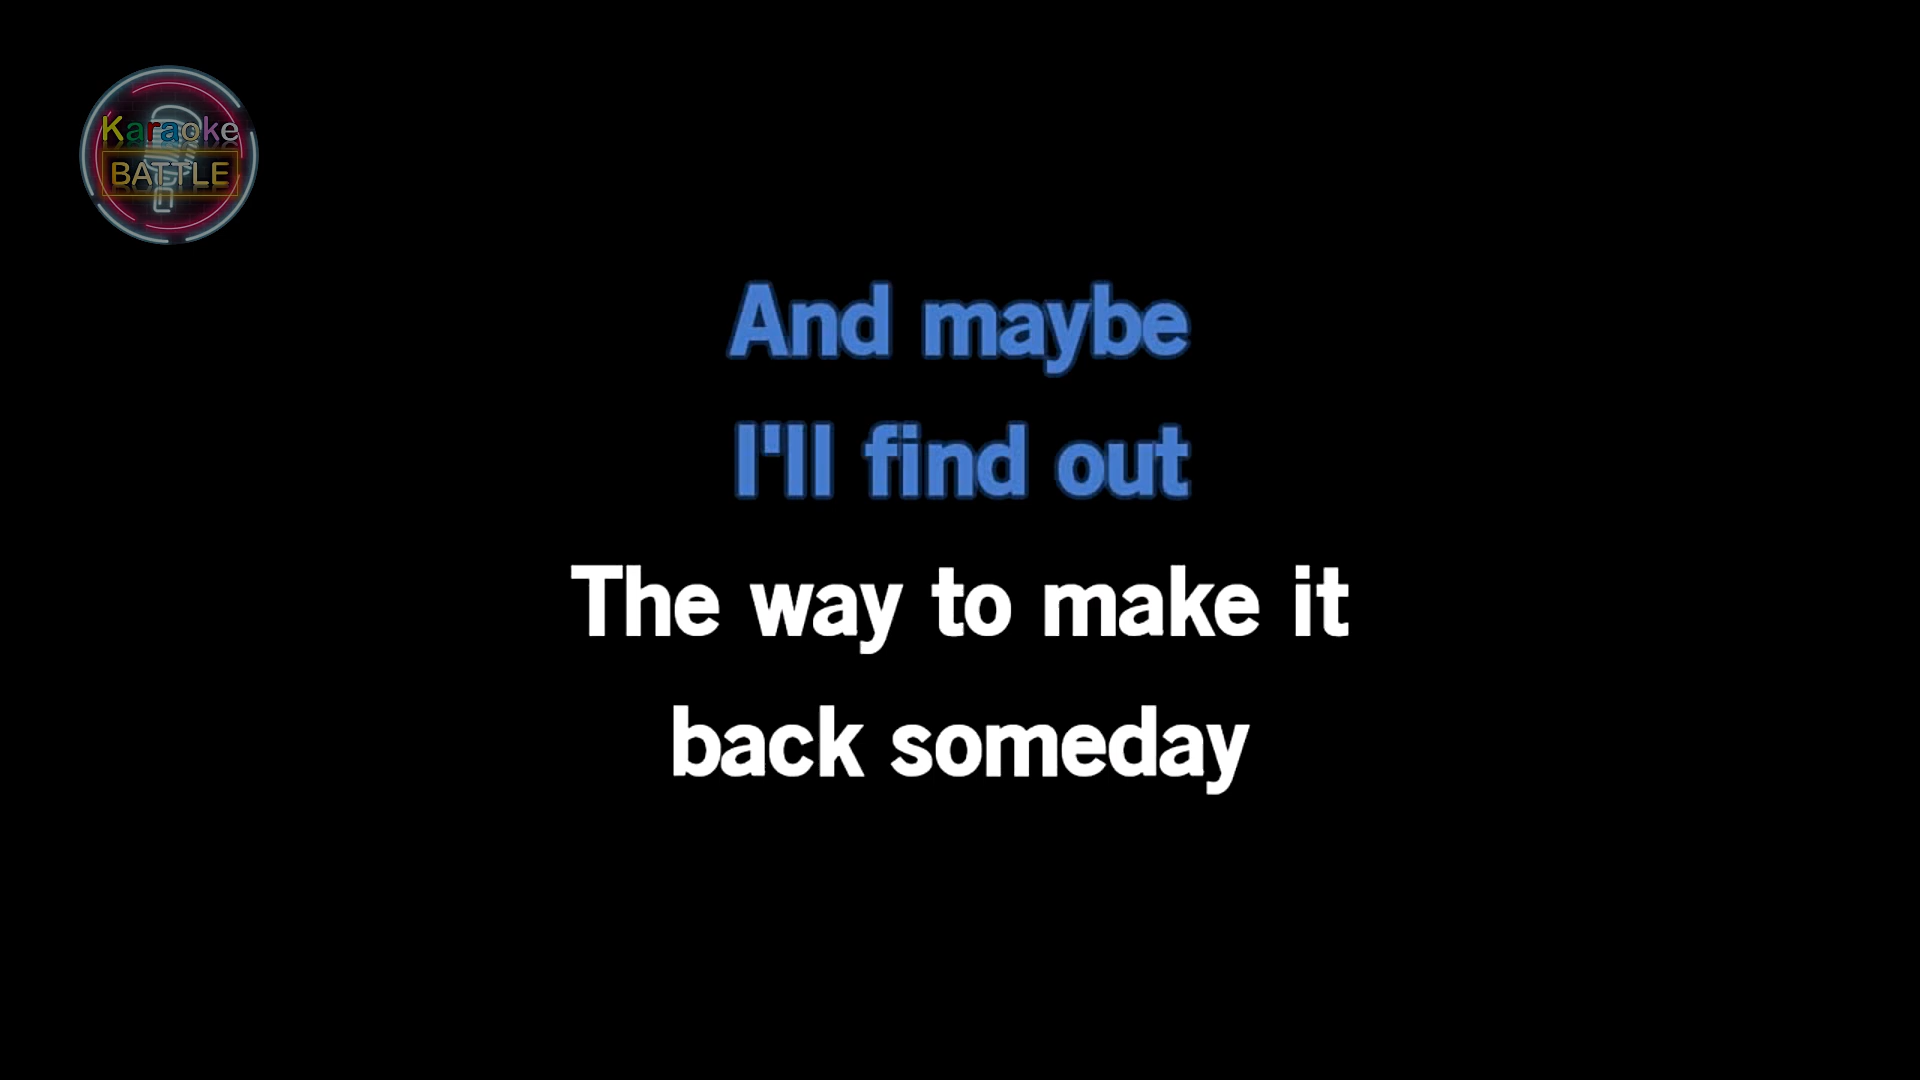 Karaoke
BATTLE
And maybe
I'll find out
The way to make it
back someday